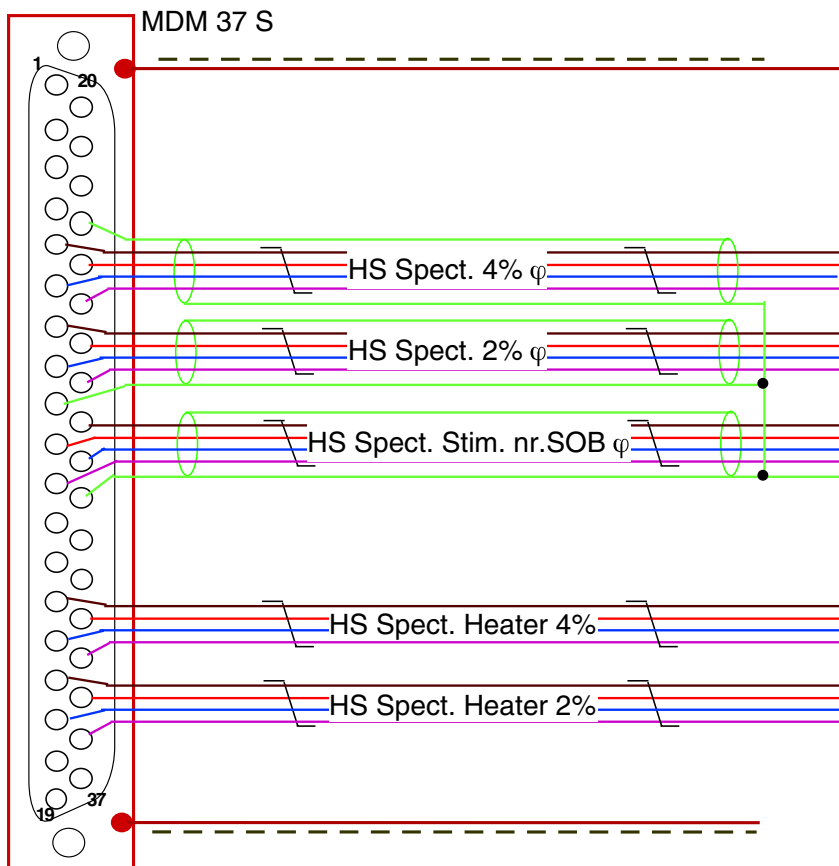 MDM 37 S
1
20
HS Spect. 4% φ
HS Spect. 2% φ
HS Spect. Stim. nr.SOB φ
HS Spect. Heater 4%
HS Spect. Heater 2%
37
19